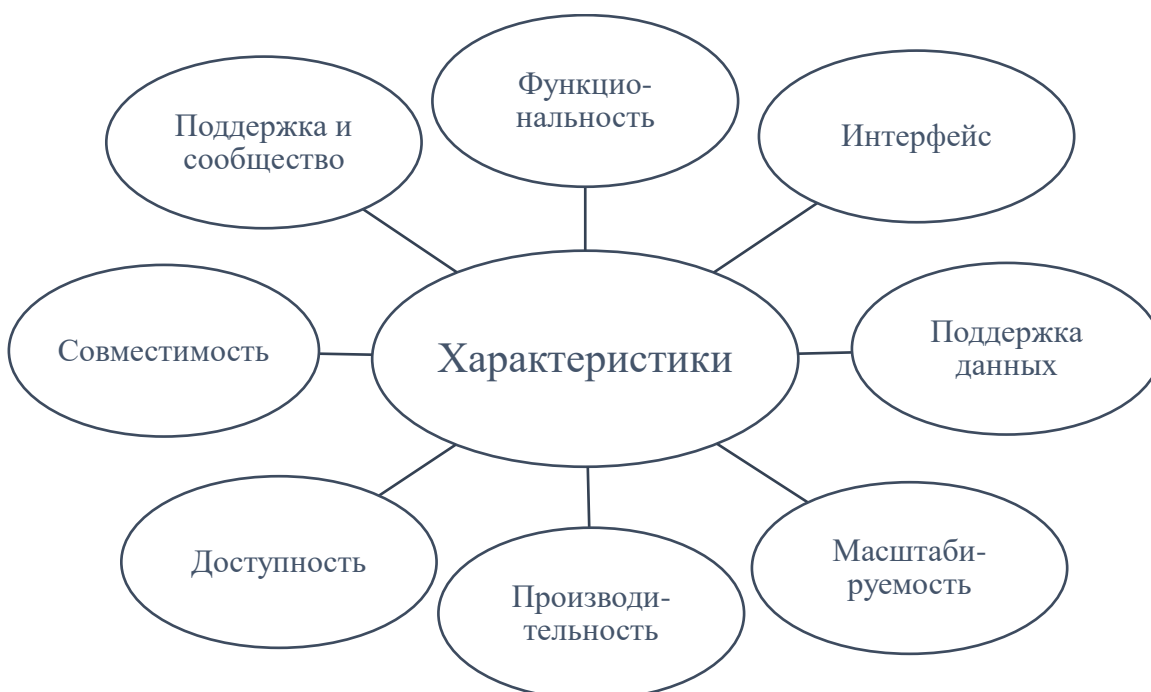 Функцио-
нальность
Поддержка и
сообщество
Интерфейс
Совместимость
Характеристики
Поддержка
данных
Доступность
Производи-
тельность
Масштаби-
руемость